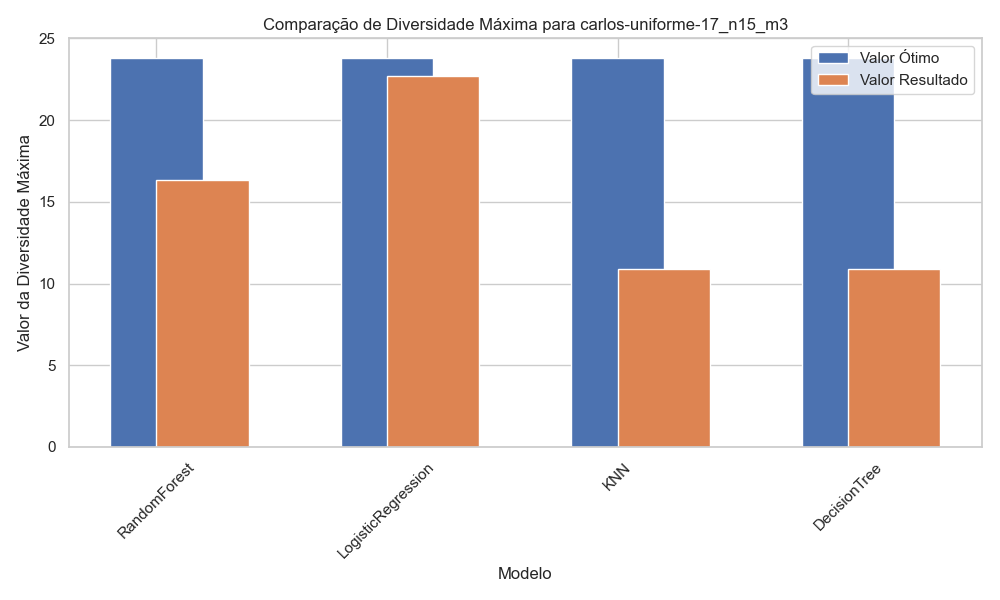 Comparação de Diversidade Máxima para carlos-uniforme-17_n15_m3
Valor Ótimo
Valor Resultado
Valor da Diversidade Máxima
25
20
15
10
5
0
RandomForest
LogisticRegression
KNN
DecisionTree
Modelo